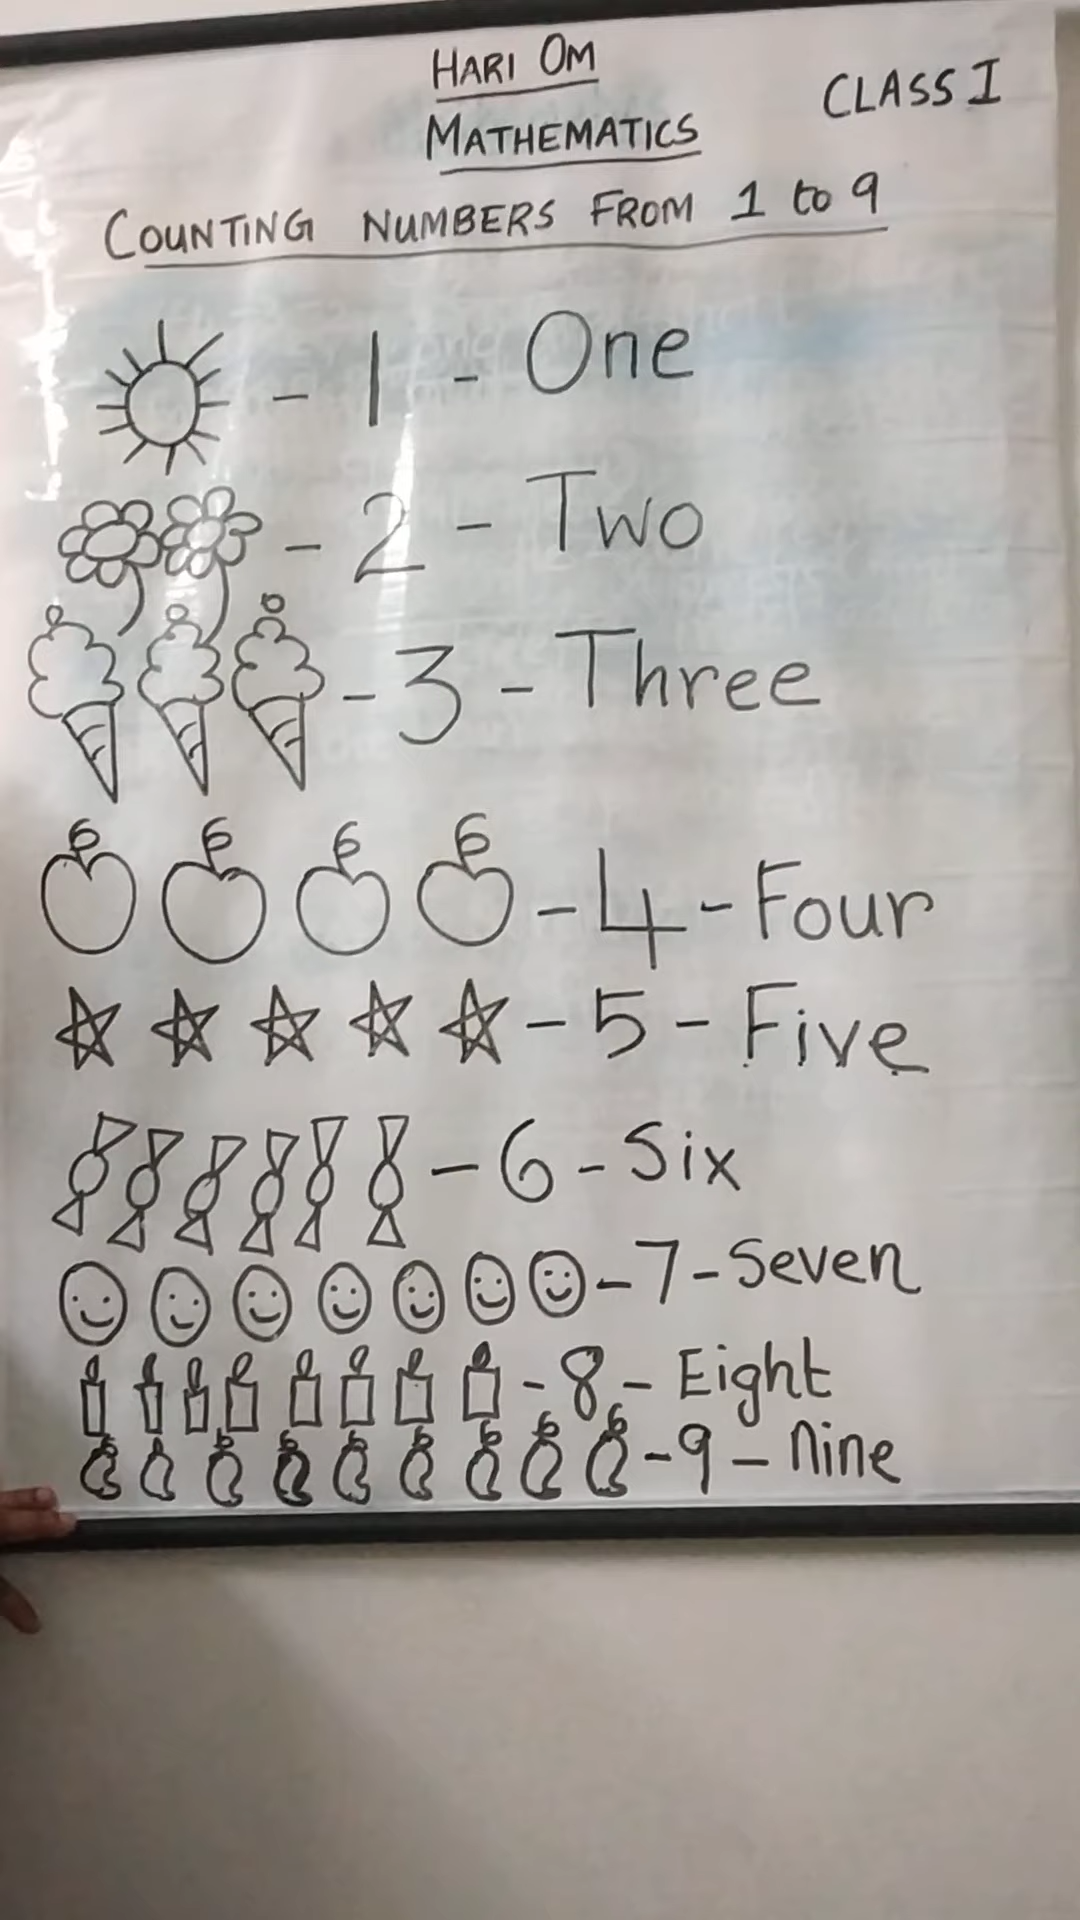 HARI OM
CLASS I
MATHEMATICS
COUNTING NUMBERS FROM 1 to 9
- 1 - One
- 2 - Two
- 3 - Three
- 4 - Four
- 5 - Five
- 6 - Six
- 7 - Seven
- 8 - Eight
- 9 - Nine